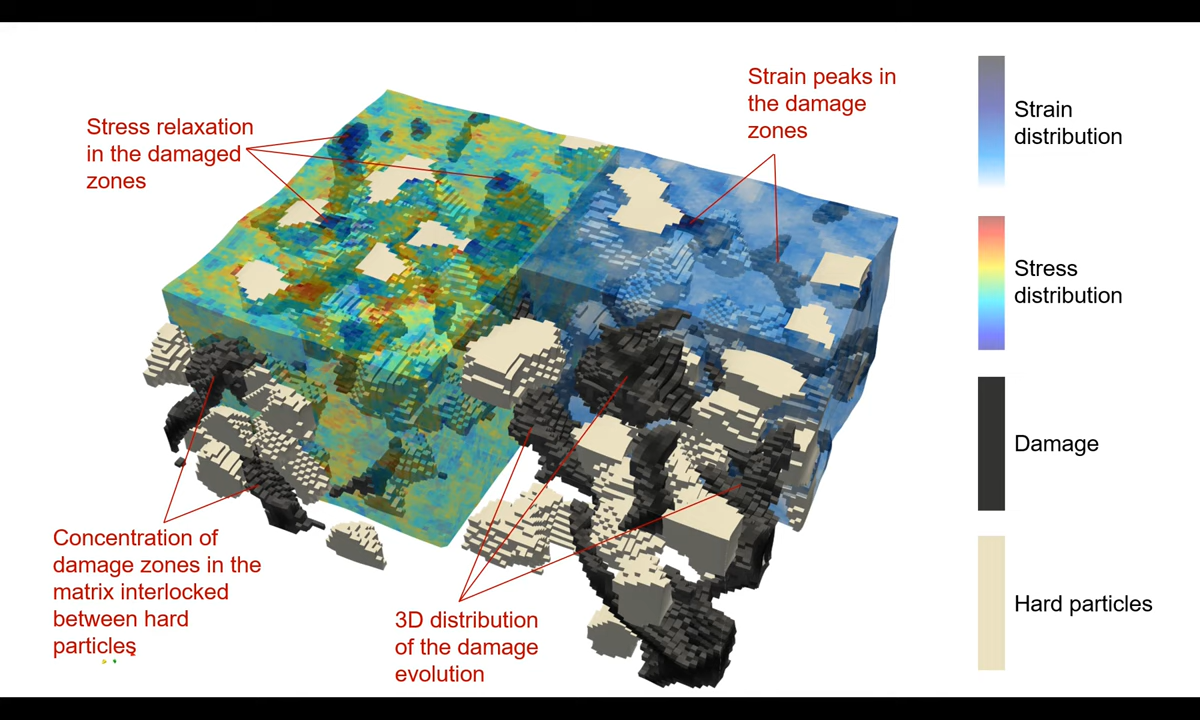 Stress relaxation
in the damaged
zones
Strain peaks in
the damage
zones
Strain
distribution
Stress
distribution
Damage
Hard particles
Concentration of
damage zones in the
matrix interlocked
between hard
particles
3D distribution
of the damage
evolution